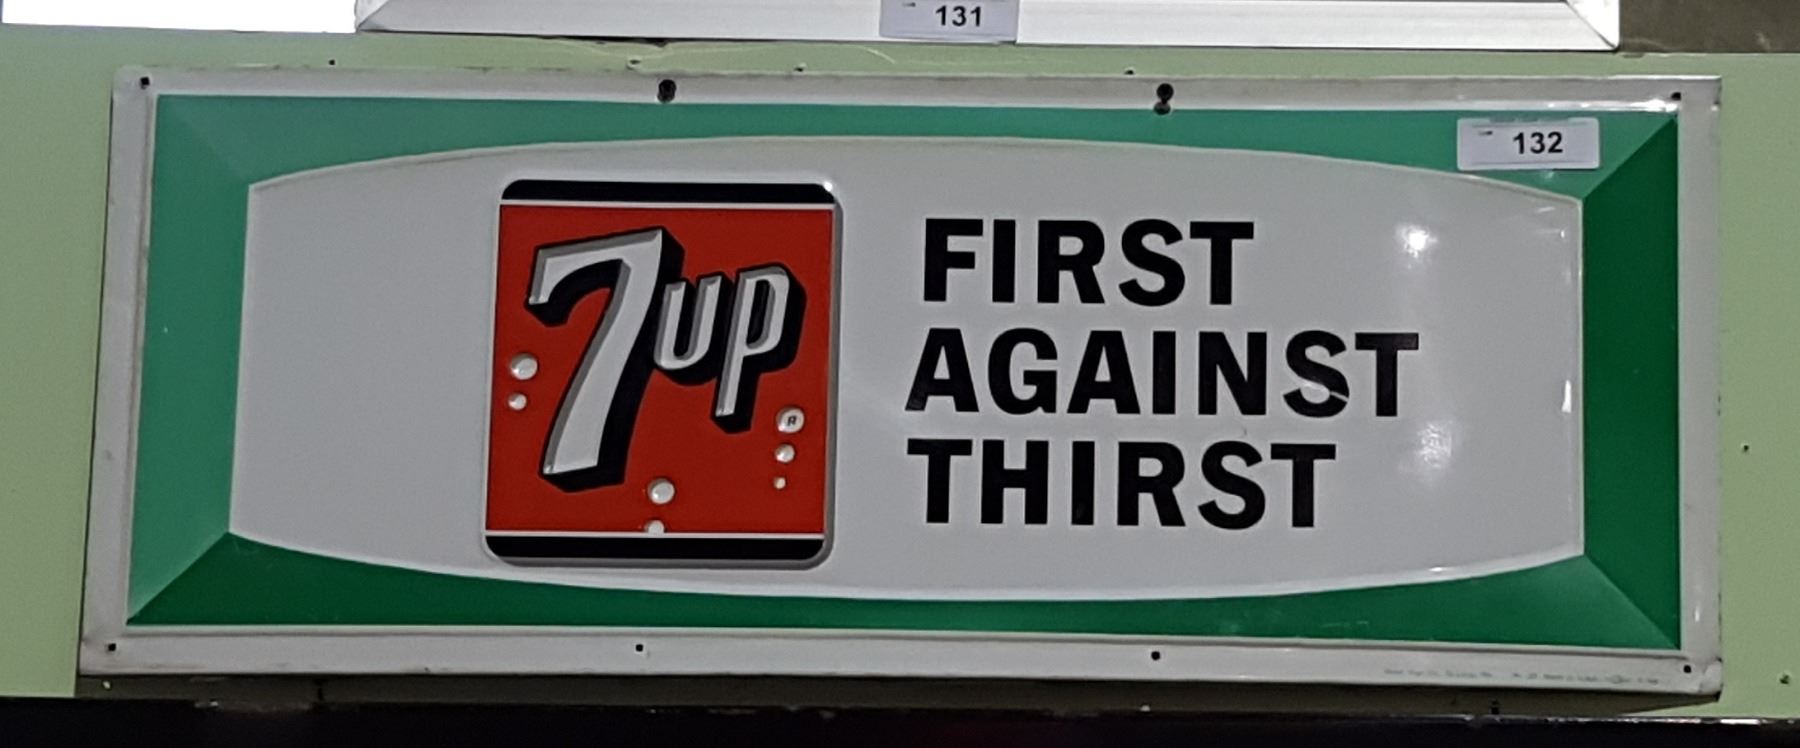 131
132
7up
R
FIRST
AGAINST
THIRST